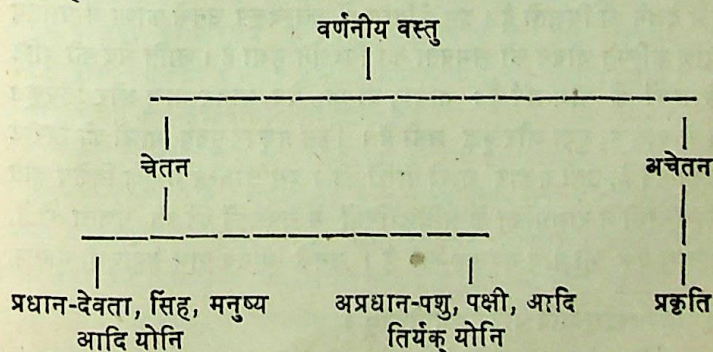 वर्णनीय वस्तु
चेतन अचेतन
प्रधान-देवता, सिंह, मनुष्य अप्रधान-पशु, पक्षी, आदि प्रकृति
आदि योनि तिर्यक् योनि